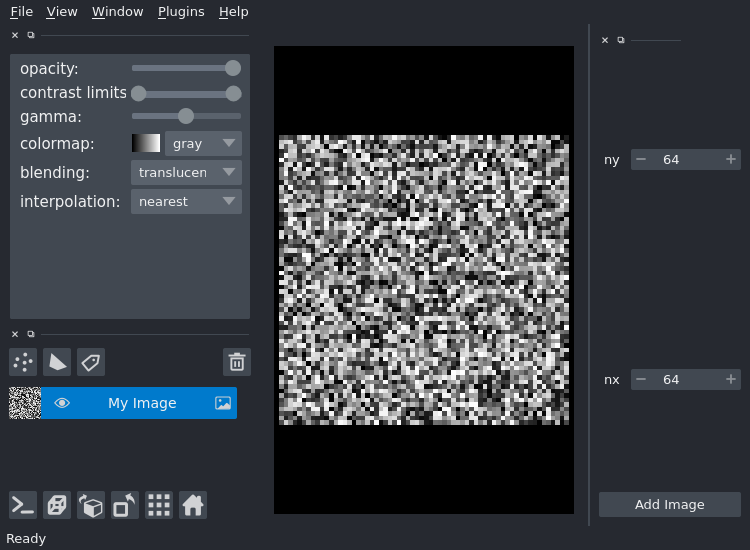 File View Window Plugins Help
opacity:
contrast limits
gamma:
colormap: gray
blending: translucen
interpolation: nearest
My Image
ny − 64 +
nx − 64 +
Add Image
Ready